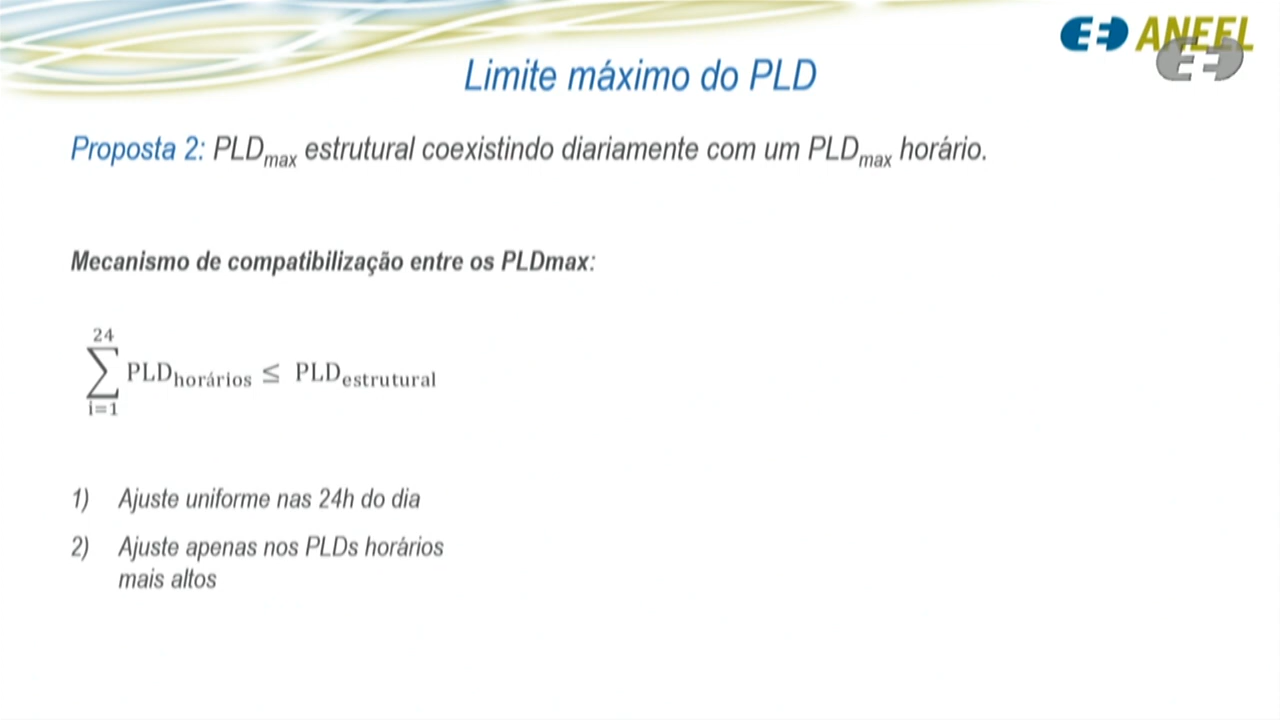 ANEEL
Limite máximo do PLD
Proposta 2: PLDmax estrutural coexistindo diariamente com um PLDmax horário.
Mecanismo de compatibilização entre os PLDmax:
24
∑ PLDhorários ≤ PLDestrutural
i=1
1) Ajuste uniforme nas 24h do dia
2) Ajuste apenas nos PLDs horários
mais altos